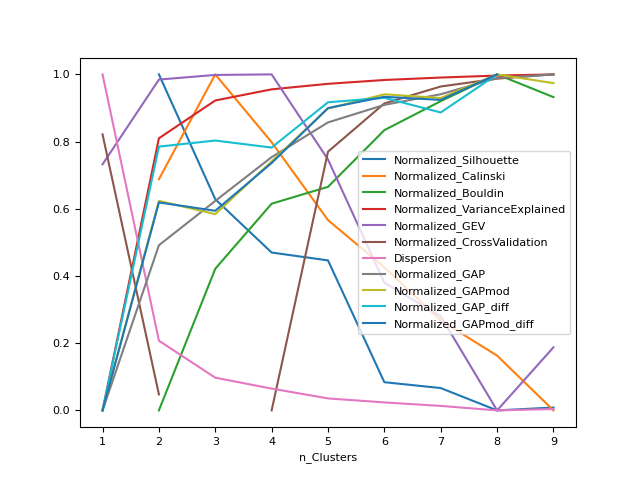 1.0
0.8
0.6
0.4
0.2
0.0
Normalized_Silhouette
Normalized_Calinski
Normalized_Bouldin
Normalized_VarianceExplained
Normalized_GEV
Normalized_CrossValidation
Dispersion
Normalized_GAP
Normalized_GAPmod
Normalized_GAP_diff
Normalized_GAPmod_diff
1 2 3 4 5 6 7 8 9
n_Clusters